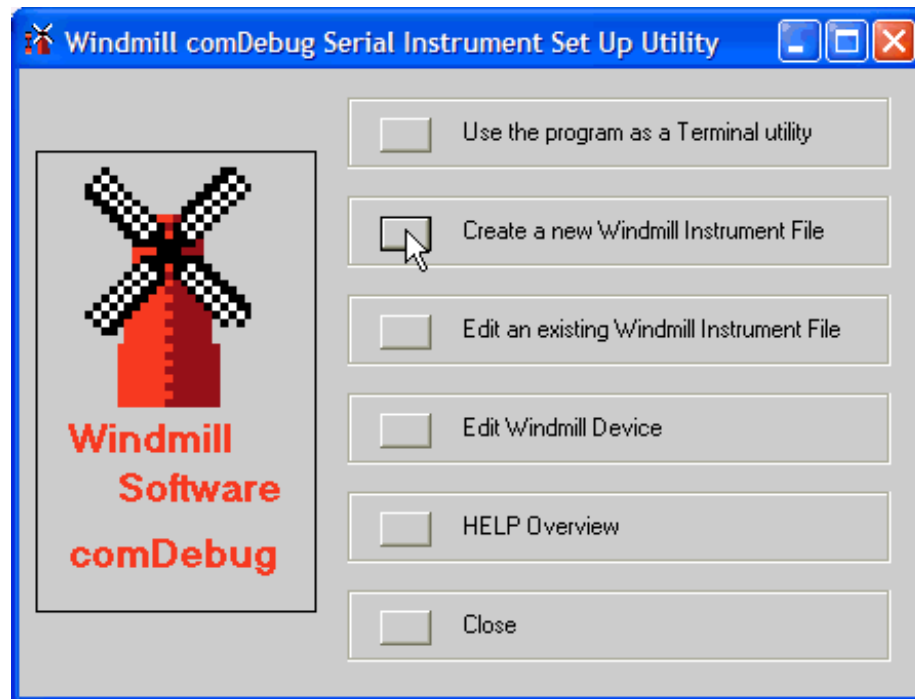 Windmill comDebug Serial Instrument Set Up Utility
Use the program as a Terminal utility
Create a new Windmill Instrument File
Edit an existing Windmill Instrument File
Edit Windmill Device
HELP Overview
Close
Windmill
Software
comDebug